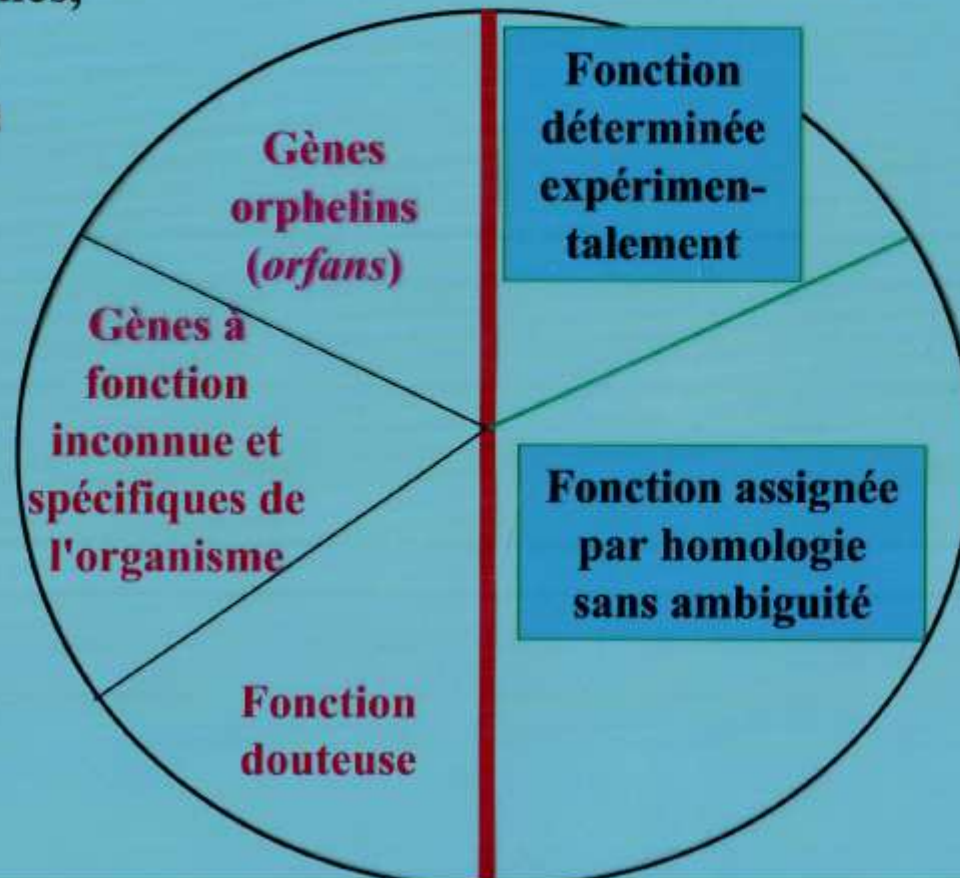 Gènes
orphelins
(orfans)
Fonction
déterminée
expérimen-
talement
Gènes à
fonction
inconnue et
spécifiques de
l'organisme
Fonction assignée
par homologie
sans ambiguité
Fonction
douteuse